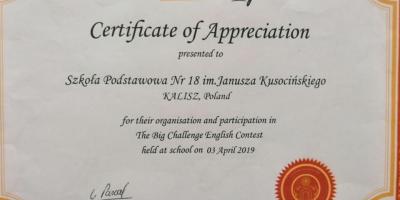 Certificate of Appreciation
presented to
Szkoła Podstawowa Nr 18 im.Janusza Kusocińskiego
KALISZ, Poland
for their organisation and participation in
The Big Challenge English Contest
held at school on 03 April 2019